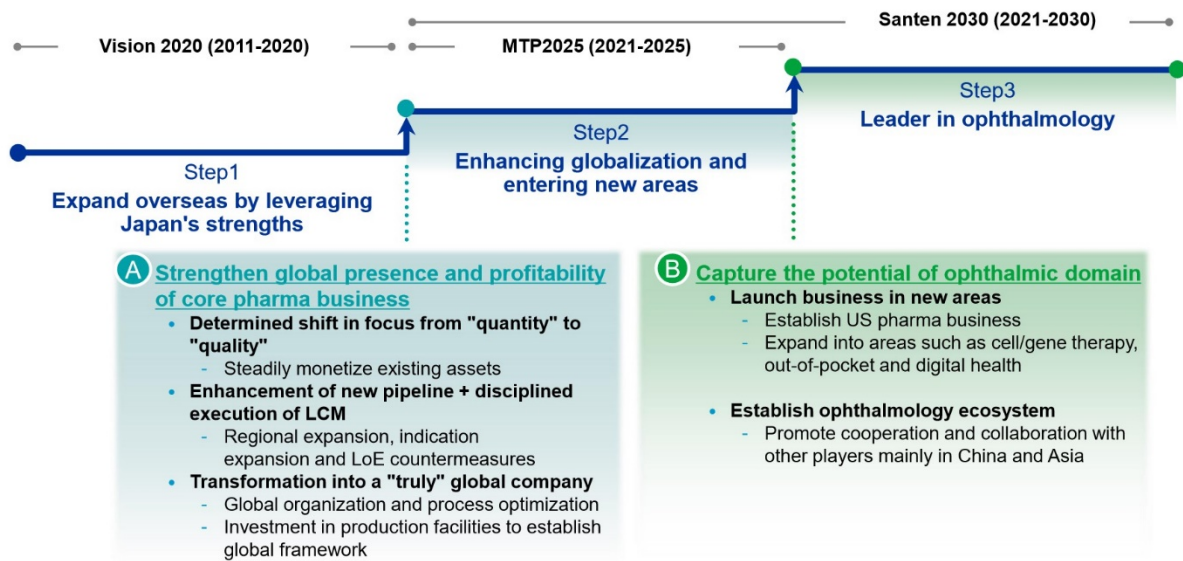 Santen 2030 (2021-2030)
Vision 2020 (2011-2020)
MTP2025 (2021-2025)
Step1
Expand overseas by leveraging
Japan's strengths
Step2
Enhancing globalization and
entering new areas
Step3
Leader in ophthalmology
A
Strengthen global presence and profitability
of core pharma business
• Determined shift in focus from "quantity" to
"quality"
- Steadily monetize existing assets
• Enhancement of new pipeline + disciplined
execution of LCM
- Regional expansion, indication
expansion and LoE countermeasures
• Transformation into a "truly" global company
- Global organization and process optimization
- Investment in production facilities to establish
global framework
B
Capture the potential of ophthalmic domain
• Launch business in new areas
- Establish US pharma business
- Expand into areas such as cell/gene therapy,
out-of-pocket and digital health
• Establish ophthalmology ecosystem
- Promote cooperation and collaboration with
other players mainly in China and Asia